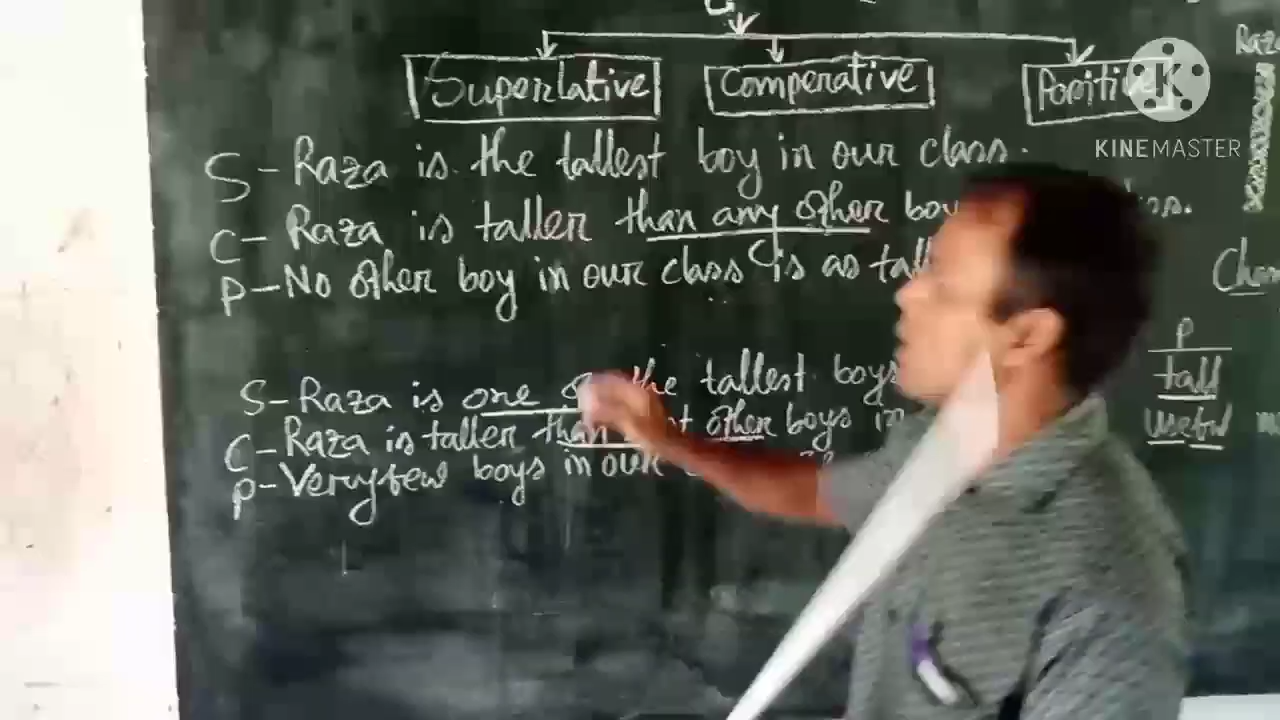 Superlative Comperative Positive
Raza
KINEMASTER
S - Raza is the tallest boy in our class.
C - Raza is taller than any other boy
P - No other boy in our class is as tall
P
tall
useful
S - Raza is one of the tallest boys
C - Raza is taller than other boys in
P - Very few boys in our